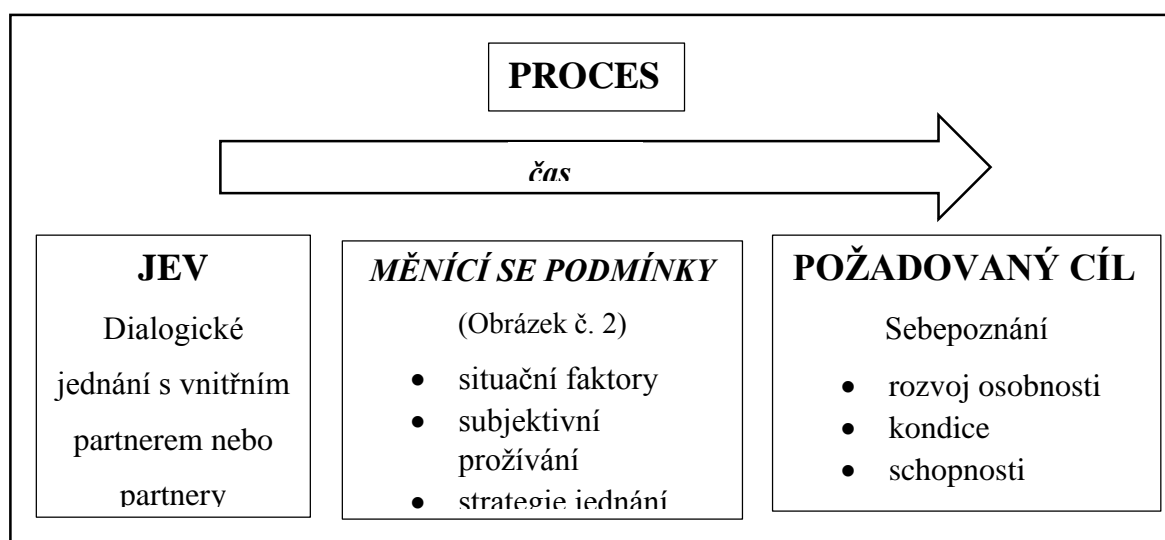 PROCES
čas
JEV
Dialogické
jednání s vnitřním
partnerem nebo
partnery
MĚNÍCÍ SE PODMÍNKY
(Obrázek č. 2)
• situační faktory
• subjektivní
prožívání
• strategie jednání
POŽADOVANÝ CÍL
Sebepoznání
• rozvoj osobnosti
• kondice
• schopnosti